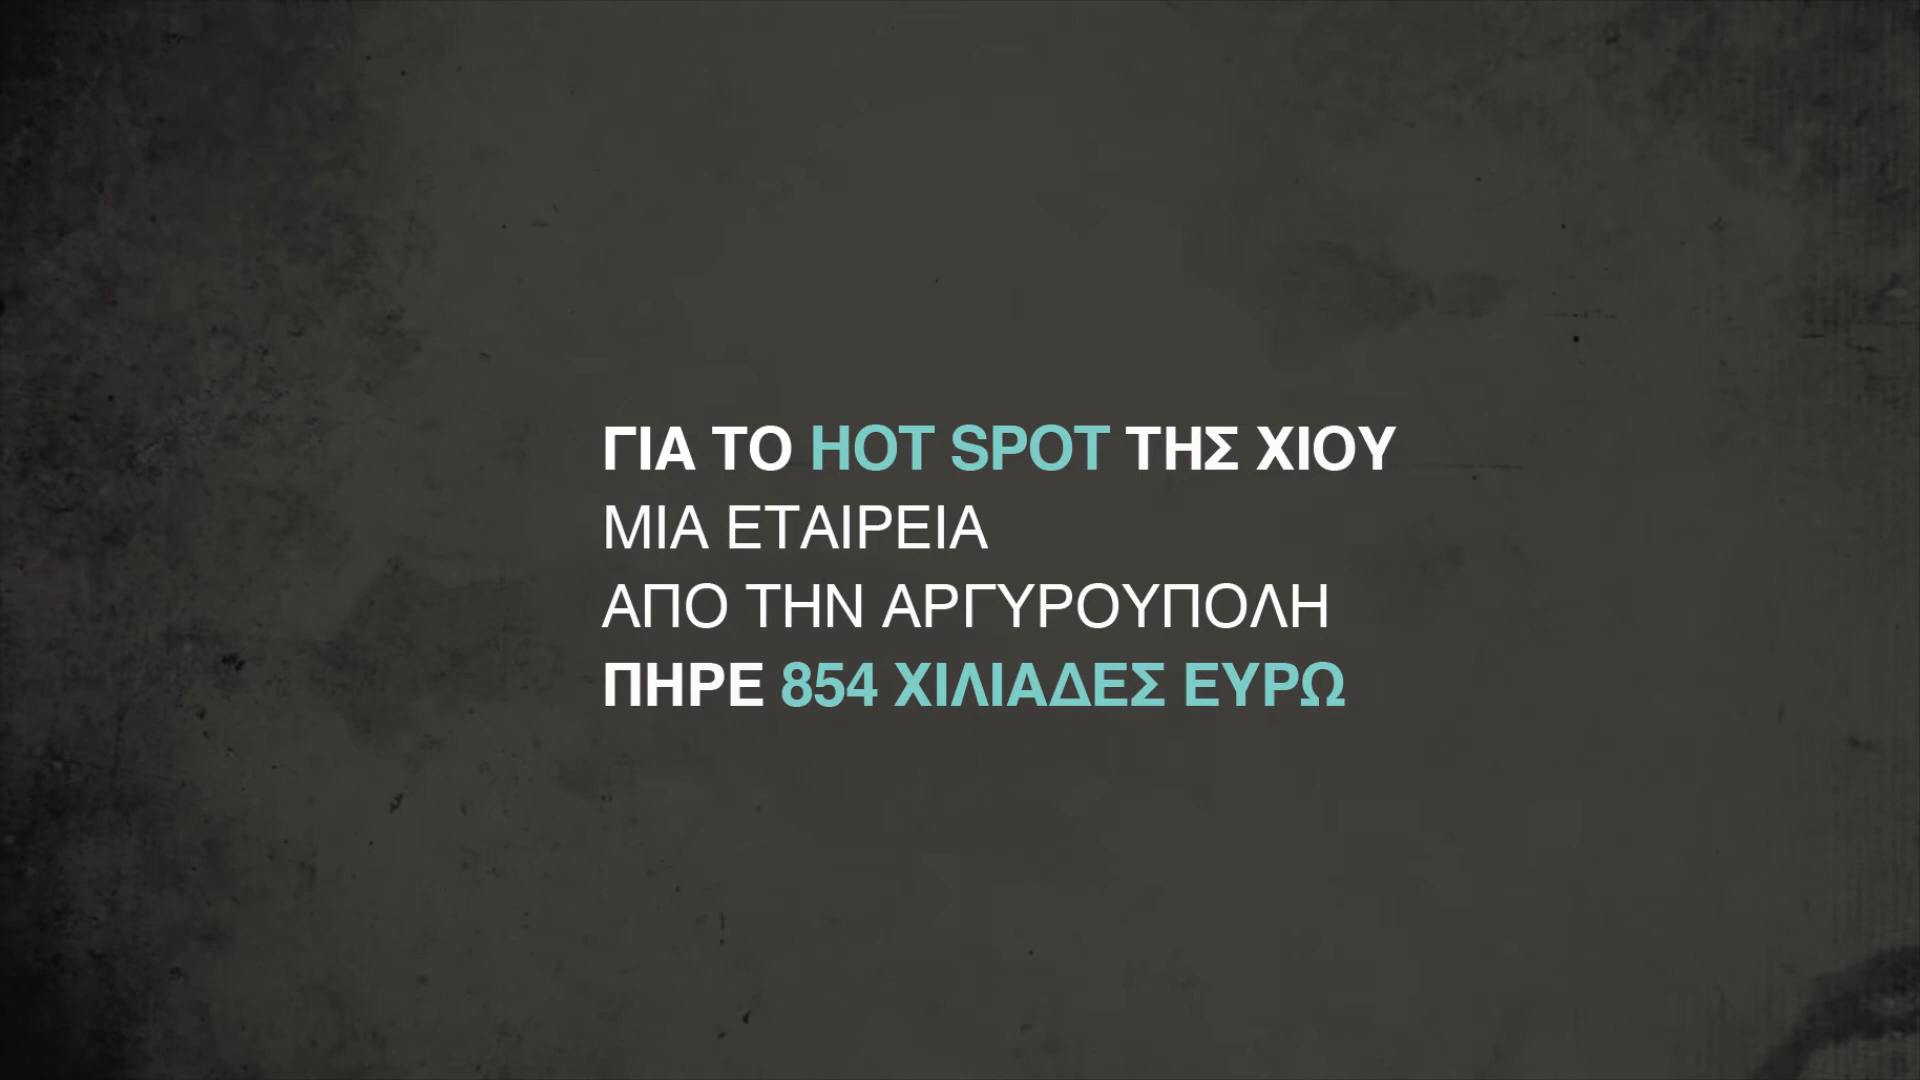 ΓΙΑ ΤΟ HOT SPOT ΤΗΣ ΧΙΟΥ
ΜΙΑ ΕΤΑΙΡΕΙΑ
ΑΠΟ ΤΗΝ ΑΡΓΥΡΟΥΠΟΛΗ
ΠΗΡΕ 854 ΧΙΛΙΑΔΕΣ ΕΥΡΩ